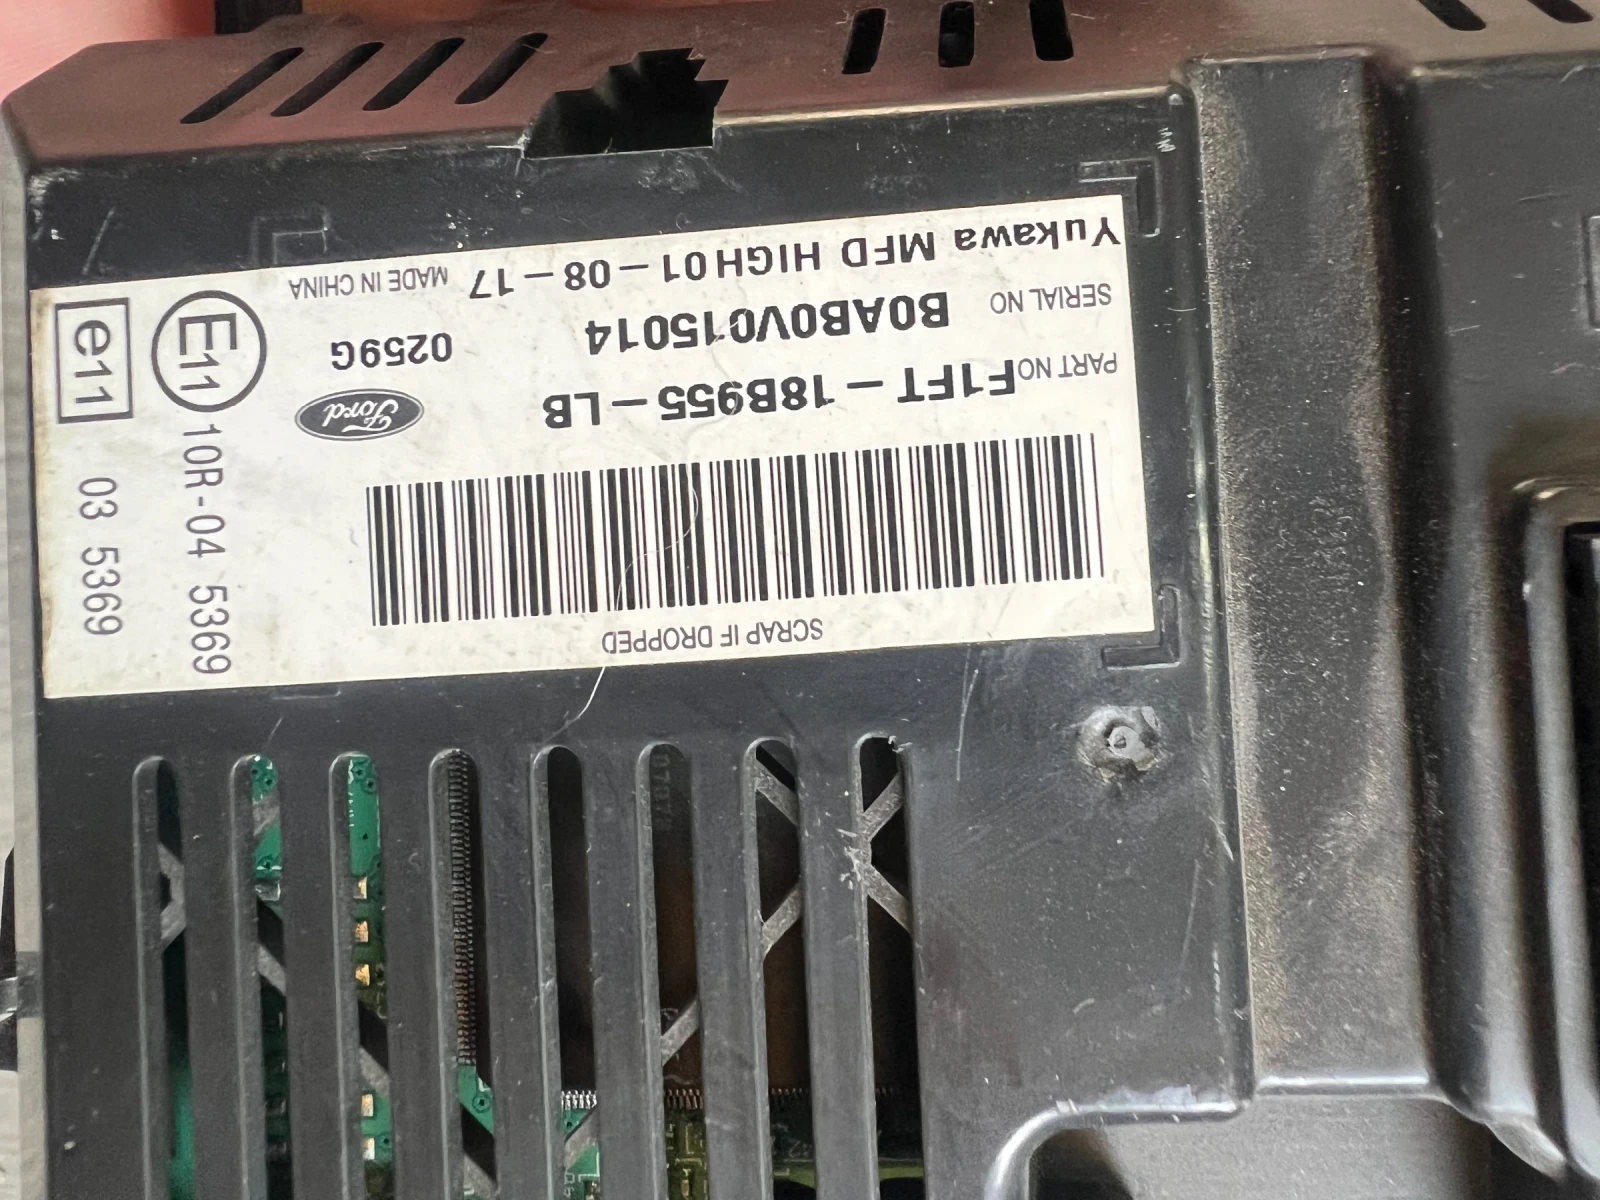 Yukawa MFD HIGH01-08-17 MADE IN CHINA
SERIAL NO B0AB0V015014 0259G
PART NO F1FT-18B955-LB Ford
SCRAP IF DROPPED
E11 10R-04 5369
e11 03 5369